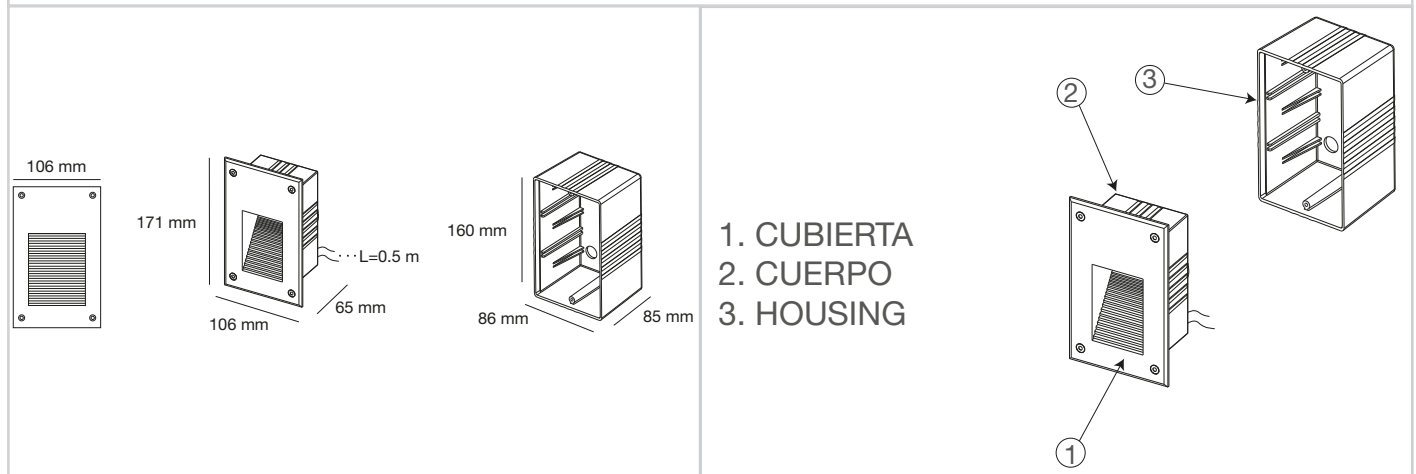 106 mm
171 mm
···L=0.5 m
65 mm
106 mm
160 mm
86 mm
85 mm
1. CUBIERTA
2. CUERPO
3. HOUSING
3
2
1